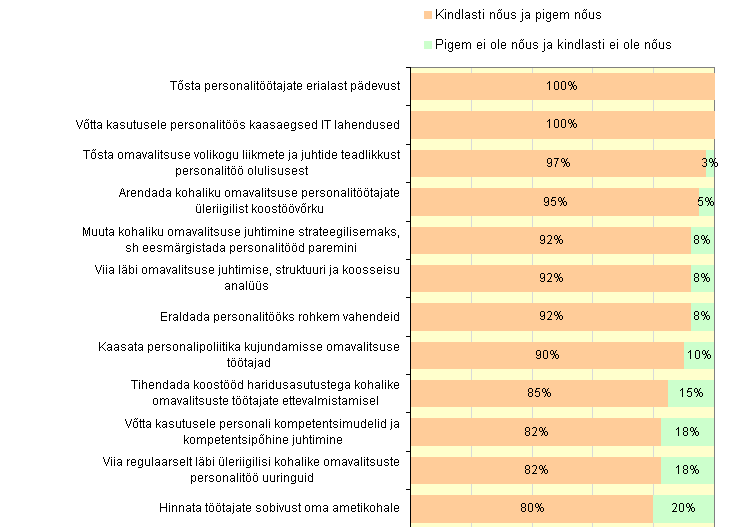 Kindlasti nõus ja pigem nõus
Pigem ei ole nõus ja kindlasti ei ole nõus
Tõsta personalitöötajate erialast pädevust
100%
Võtta kasutusele personalitöös kaasaegsed IT lahendused
100%
Tõsta omavalitsuse volikogu liikmete ja juhtide teadlikkust
personalitöö olulisusest
97%
3%
Arendada kohaliku omavalitsuse personalitöötajate
üleriigilist koostöövõrku
95%
5%
Muuta kohaliku omavalitsuse juhtimine strateegilisemaks,
sh eesmärgistada personalitööd paremini
92%
8%
Viia läbi omavalitsuse juhtimise, struktuuri ja koosseisu
analüüs
92%
8%
Eraldada personalitööks rohkem vahendeid
92%
8%
Kaasata personalipoliitika kujundamisse omavalitsuse
töötajad
90%
10%
Tihendada koostööd haridusasutustega kohalike
omavalitsuste töötajate ettevalmistamisel
85%
15%
Võtta kasutusele personali kompetentsimudelid ja
kompetentsipõhine juhtimine
82%
18%
Viia regulaarselt läbi üleriigilisi kohalike omavalitsuste
personalitöö uuringuid
82%
18%
Hinnata töötajate sobivust oma ametikohale
80%
20%